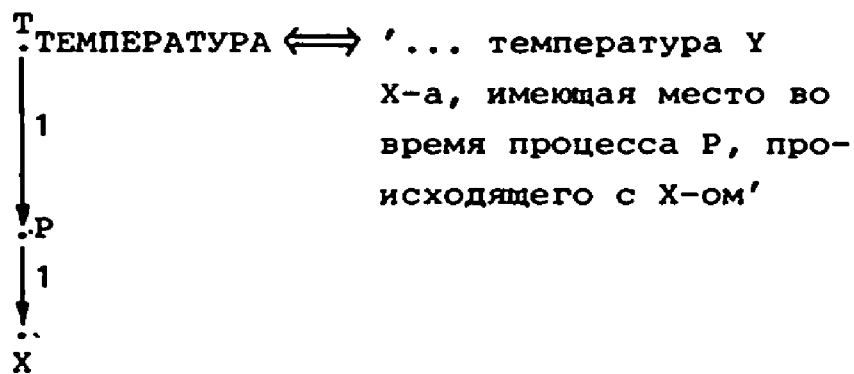 T
ТЕМПЕРАТУРА ⟺ '... температура Y
X-а, имеющая место во
1
время процесса P, про-
исходящего с X-ом'
P
1
X